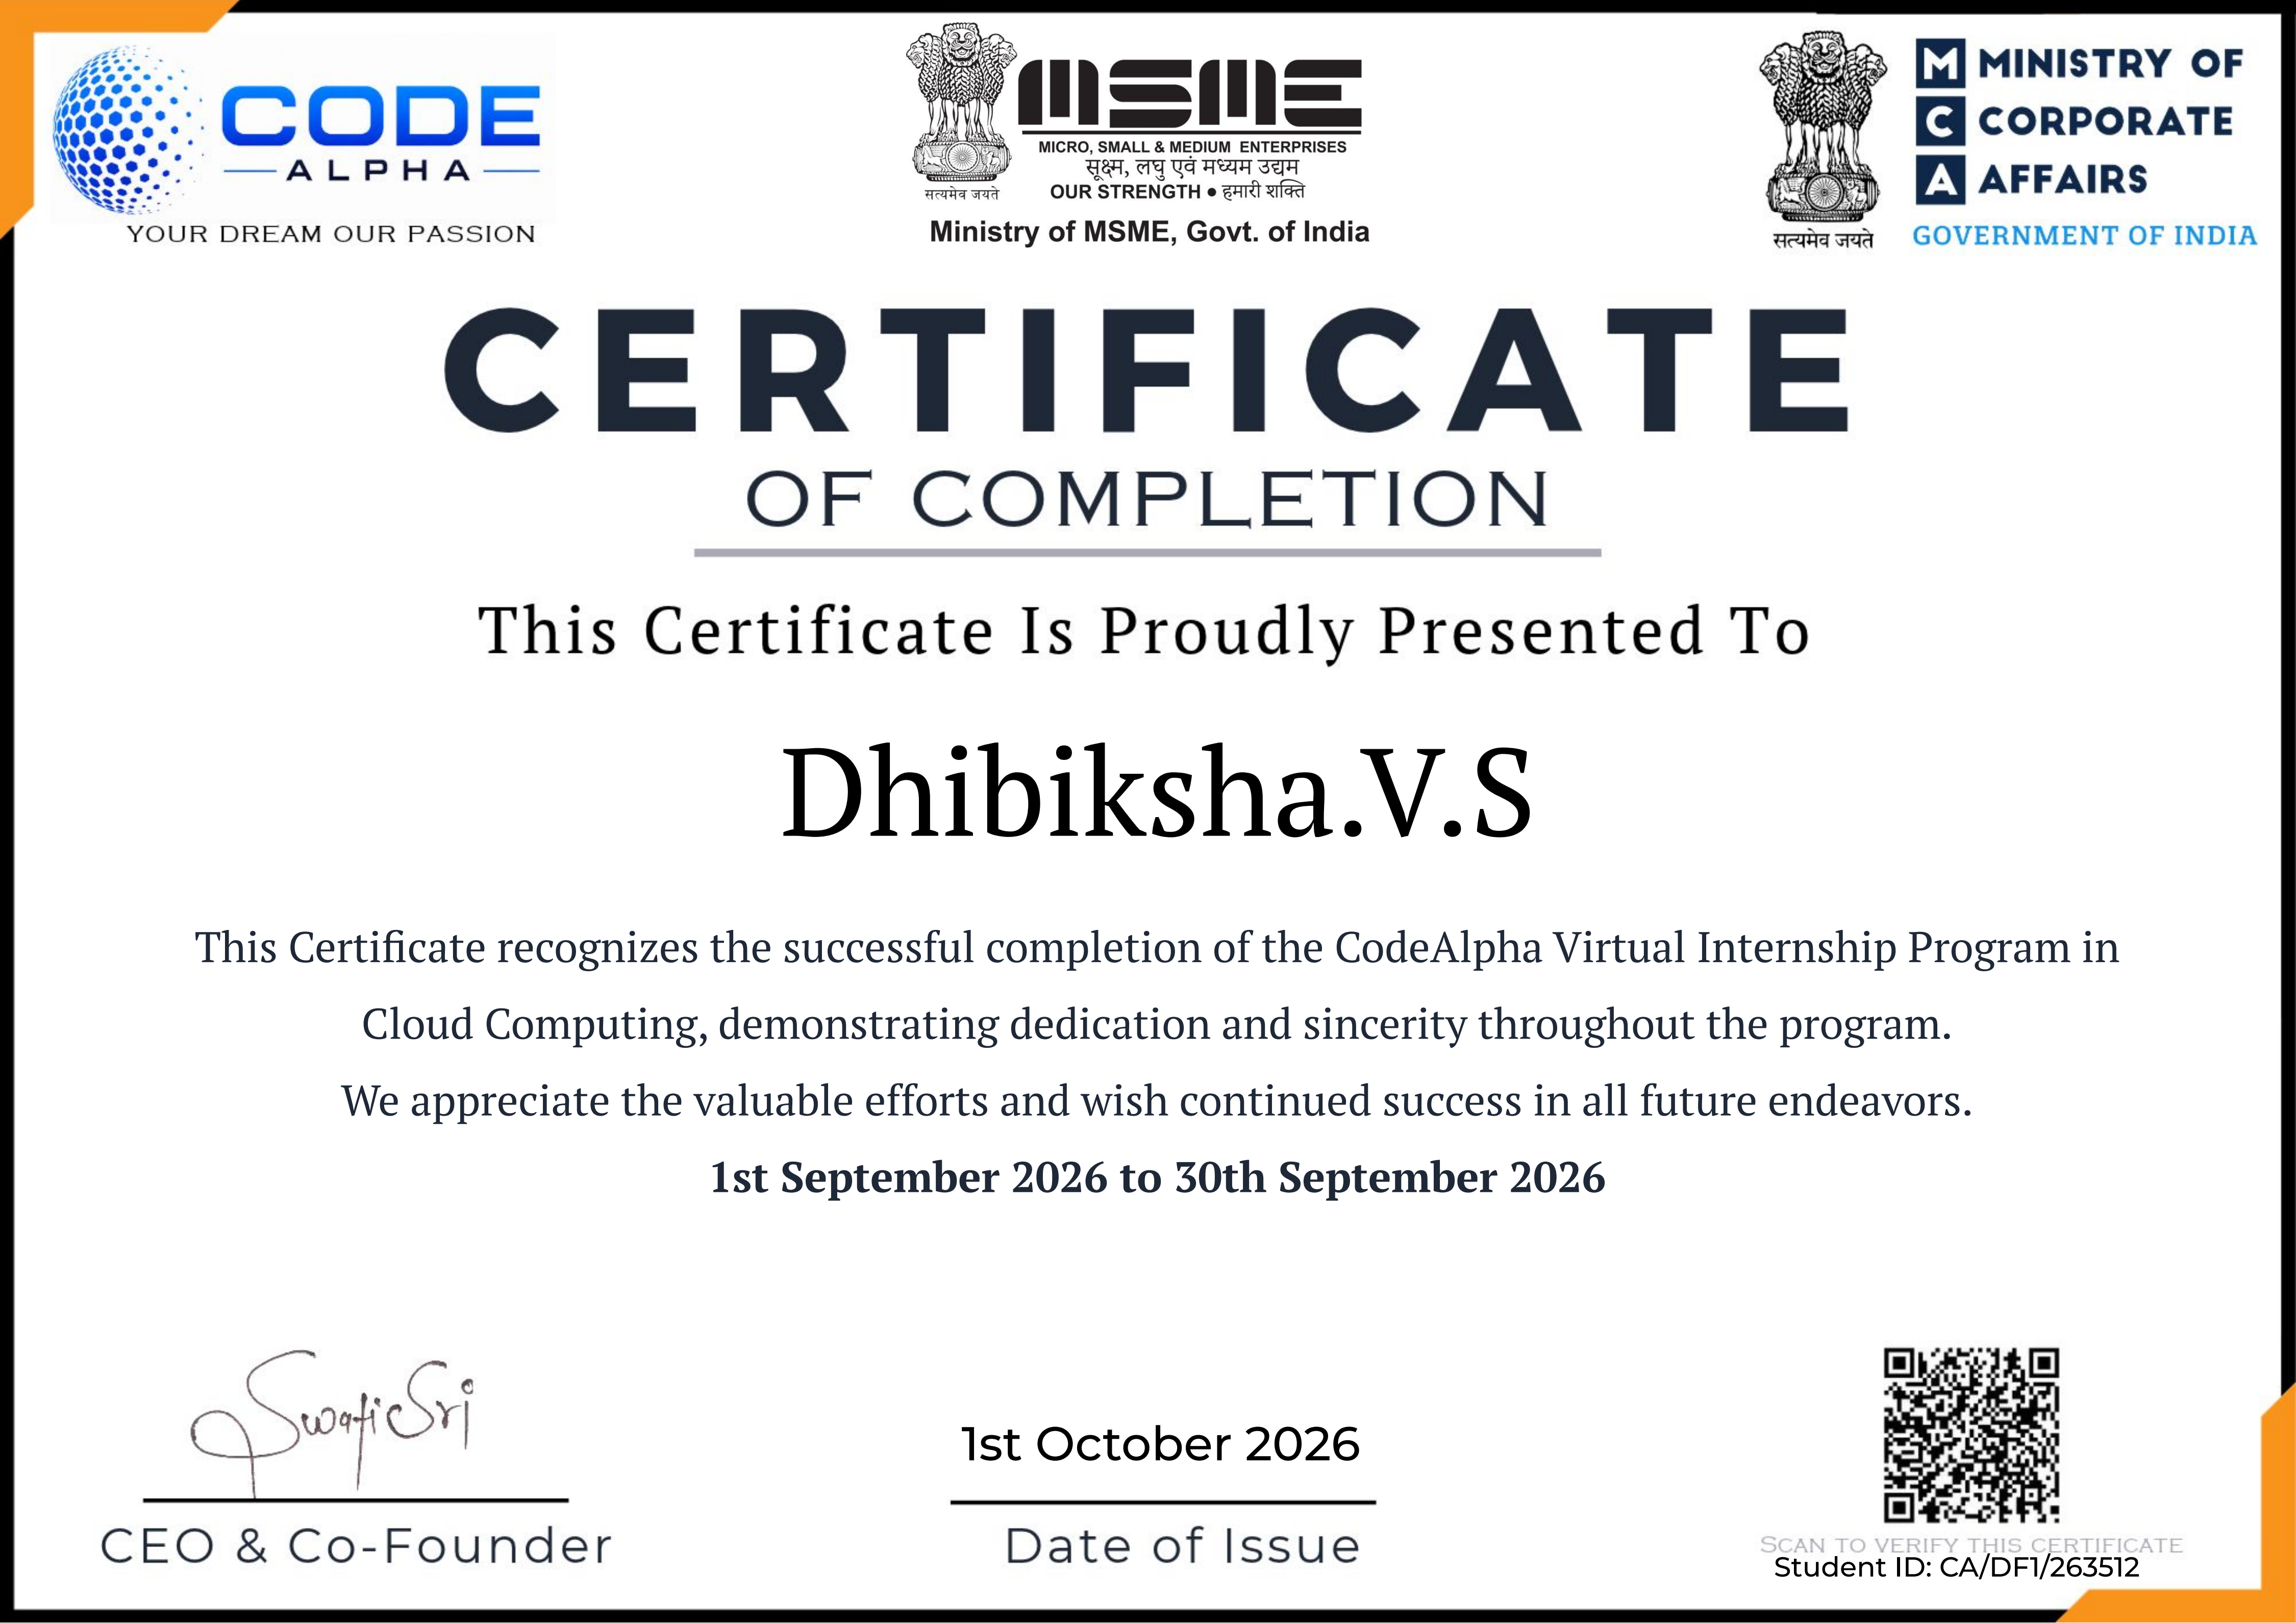 CODE
ALPHA
YOUR DREAM OUR PASSION
MSME
MICRO, SMALL & MEDIUM ENTERPRISES
सूक्ष्म, लघु एवं मध्यम उद्यम
OUR STRENGTH • हमारी शक्ति
सत्यमेव जयते
Ministry of MSME, Govt. of India
M MINISTRY OF
C CORPORATE
A AFFAIRS
सत्यमेव जयते
GOVERNMENT OF INDIA
CERTIFICATE
OF COMPLETION
This Certificate Is Proudly Presented To
Dhibiksha.V.S
This Certificate recognizes the successful completion of the CodeAlpha Virtual Internship Program in
Cloud Computing, demonstrating dedication and sincerity throughout the program.
We appreciate the valuable efforts and wish continued success in all future endeavors.
1st September 2026 to 30th September 2026
Swati Sri
CEO & Co-Founder
1st October 2026
Date of Issue
SCAN TO VERIFY THIS CERTIFICATE
Student ID: CA/DF1/263512